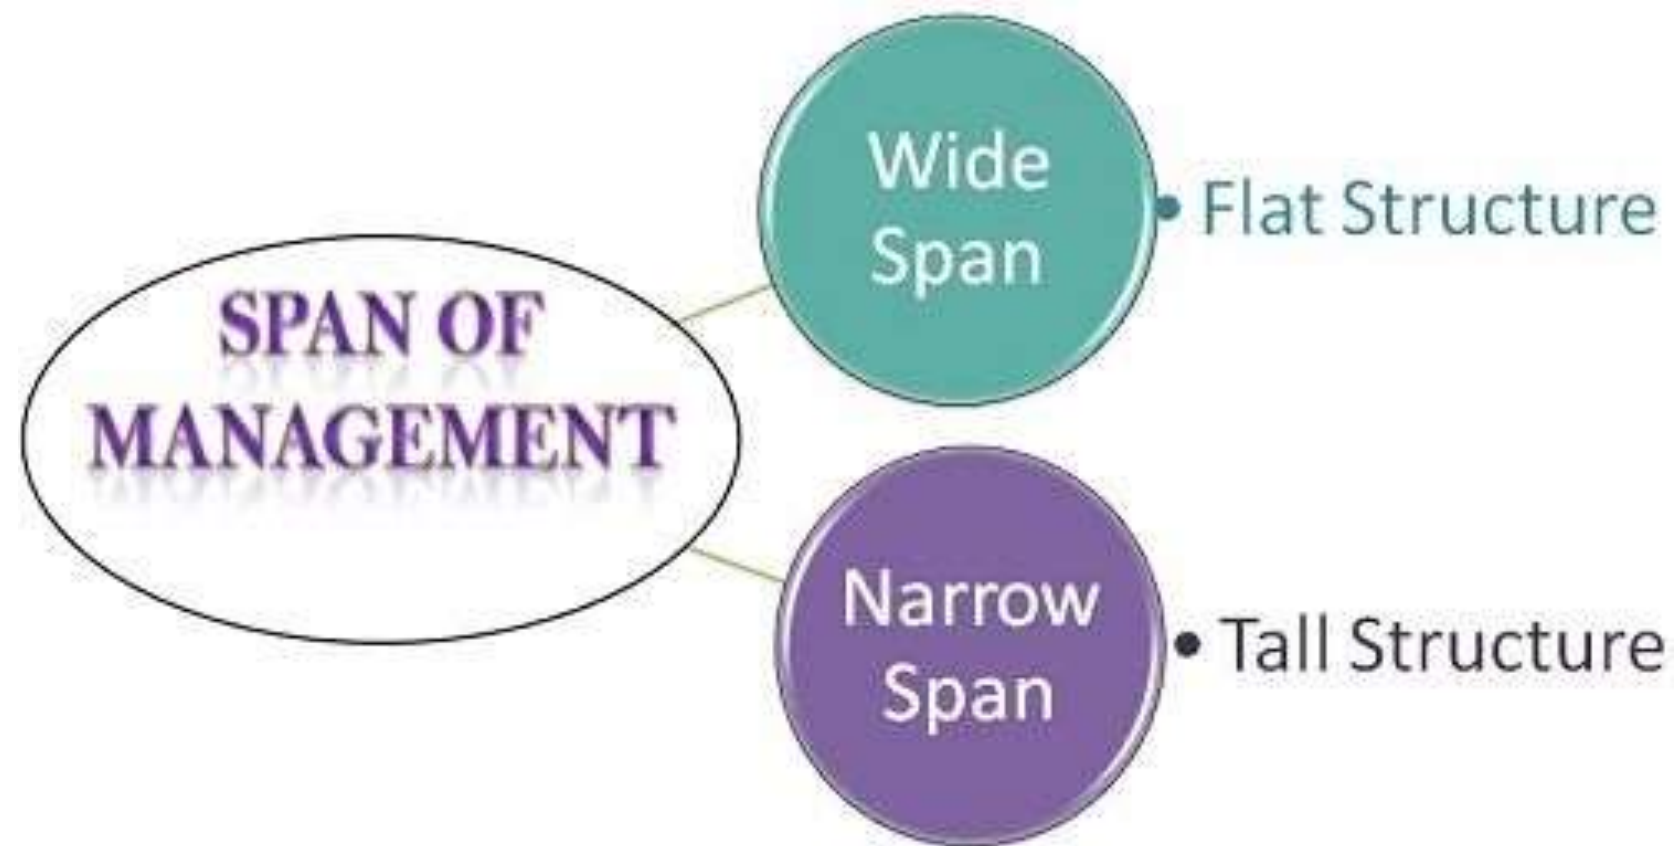 SPAN OF
MANAGEMENT
Wide
Span
• Flat Structure
Narrow
Span
• Tall Structure